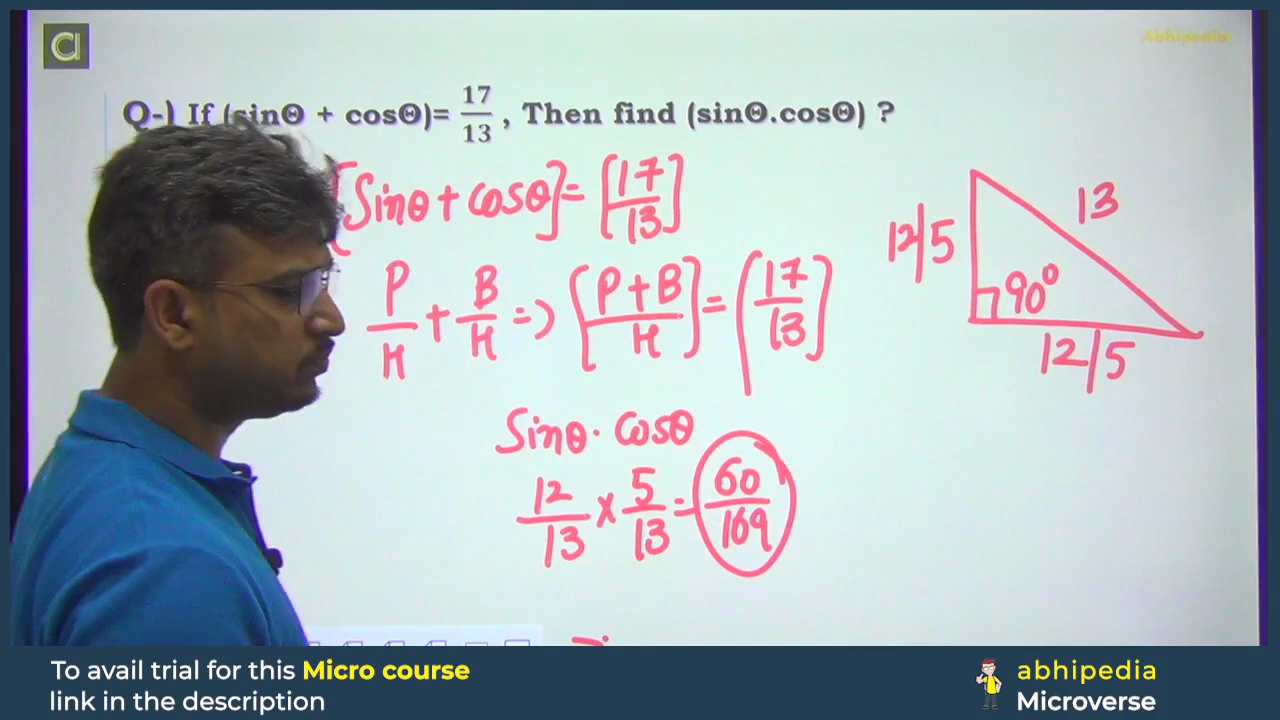 Abhipedia
Q-) If (sinΘ + cosΘ)= 17/13 , Then find (sinΘ.cosΘ) ?
[Sinθ + cosθ] = [17/13]
P/H + B/H => [P+B/H] = [17/13]
12/5
13
90°
12/5
Sinθ · cosθ
12/13 × 5/13 = 60/169
To avail trial for this Micro course
link in the description
abhipedia
Microverse